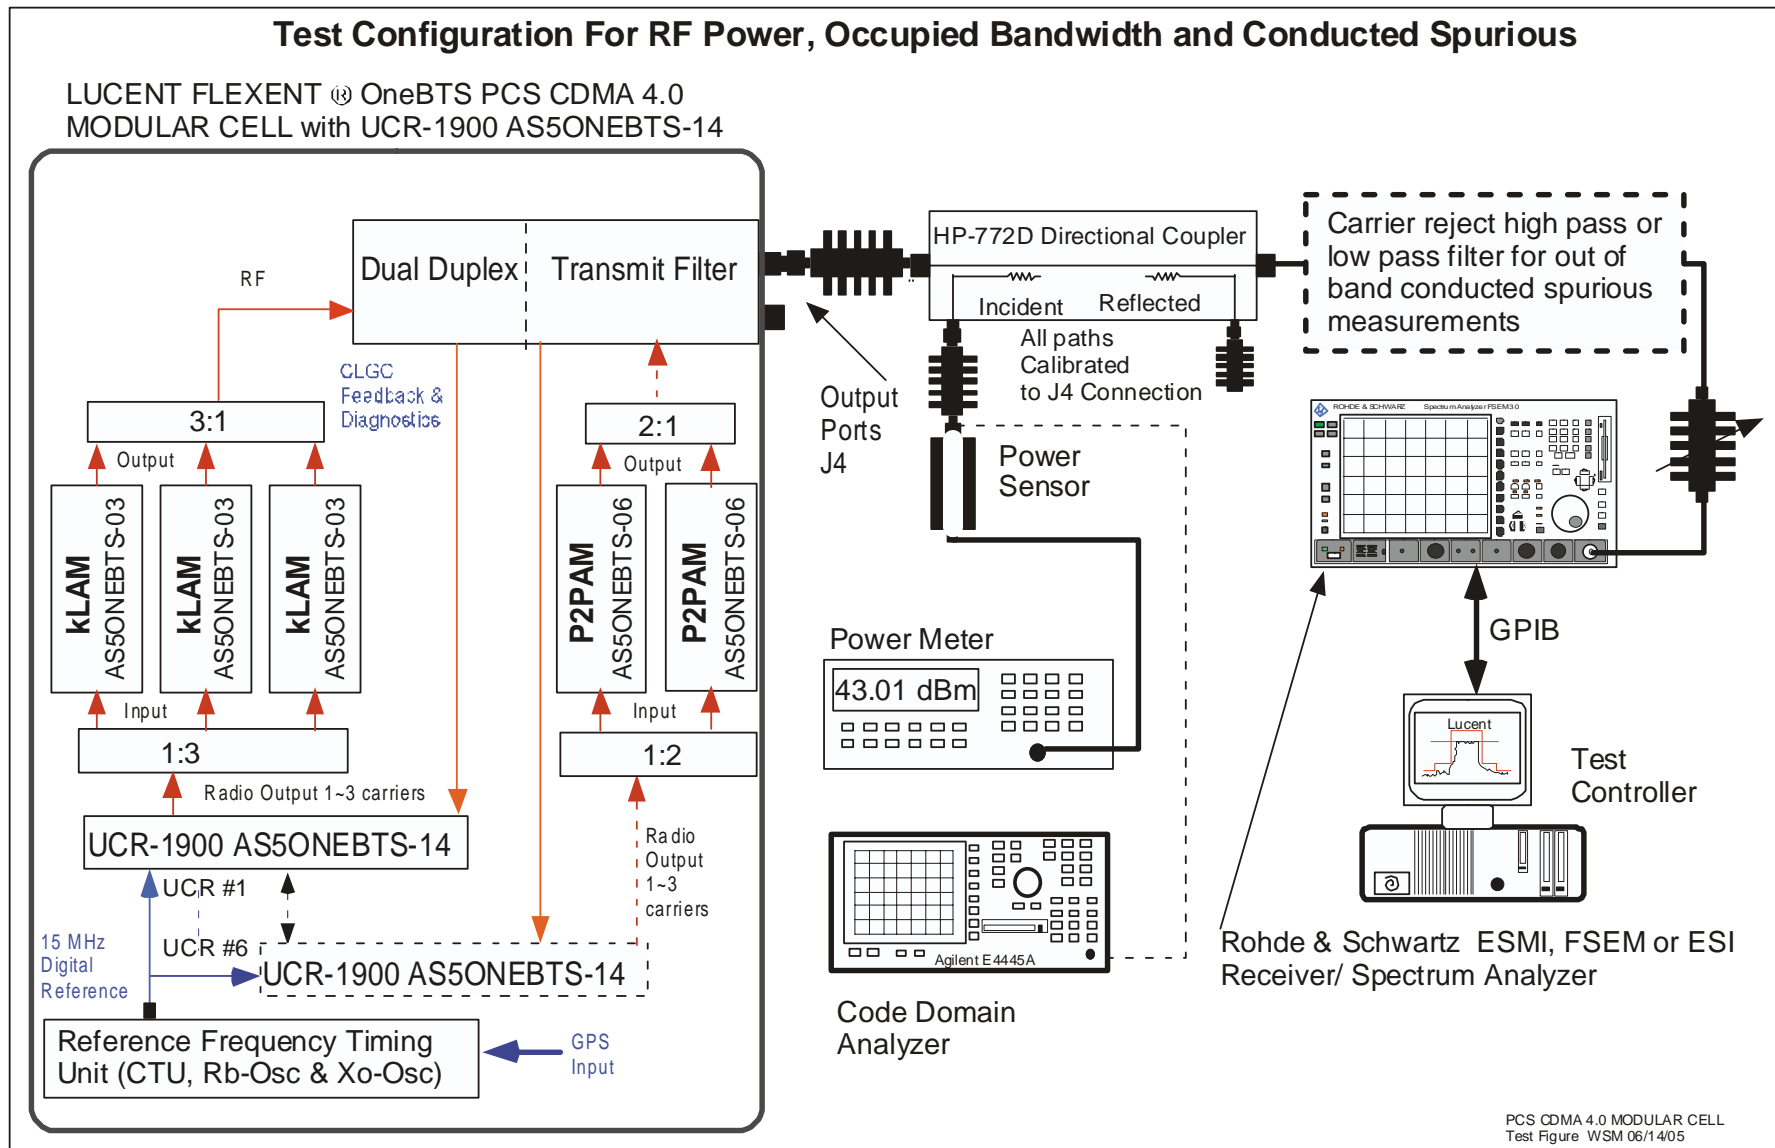 Test Configuration For RF Power, Occupied Bandwidth and Conducted Spurious
LUCENT FLEXENT ® OneBTS PCS CDMA 4.0
MODULAR CELL with UCR-1900 AS5ONEBTS-14
Dual Duplex
Transmit Filter
RF
CLGC
Feedback &
Diagnostics
3:1
2:1
Output
Output
kLAM
AS5ONEBTS-03
kLAM
AS5ONEBTS-03
kLAM
AS5ONEBTS-03
P2PAM
AS5ONEBTS-06
P2PAM
AS5ONEBTS-06
Input
Input
1:3
1:2
Radio Output 1~3 carriers
UCR-1900 AS5ONEBTS-14
Radio
Output
1~3
carriers
UCR #1
UCR #6
15 MHz
Digital
Reference
UCR-1900 AS5ONEBTS-14
Reference Frequency Timing
Unit (CTU, Rb-Osc & Xo-Osc)
GPS
Input
Output
Ports
J4
HP-772D Directional Coupler
Incident
Reflected
All paths
Calibrated
to J4 Connection
Power
Sensor
Power Meter
43.01 dBm
Agilent E4445A
Code Domain
Analyzer
Carrier reject high pass or
low pass filter for out of
band conducted spurious
measurements
ROHDE & SCHWARZ Spectrum Analyzer FSEM30
GPIB
Lucent
Test
Controller
Rohde & Schwartz ESMI, FSEM or ESI
Receiver/ Spectrum Analyzer
PCS CDMA 4.0 MODULAR CELL
Test Figure WSM 06/14/05